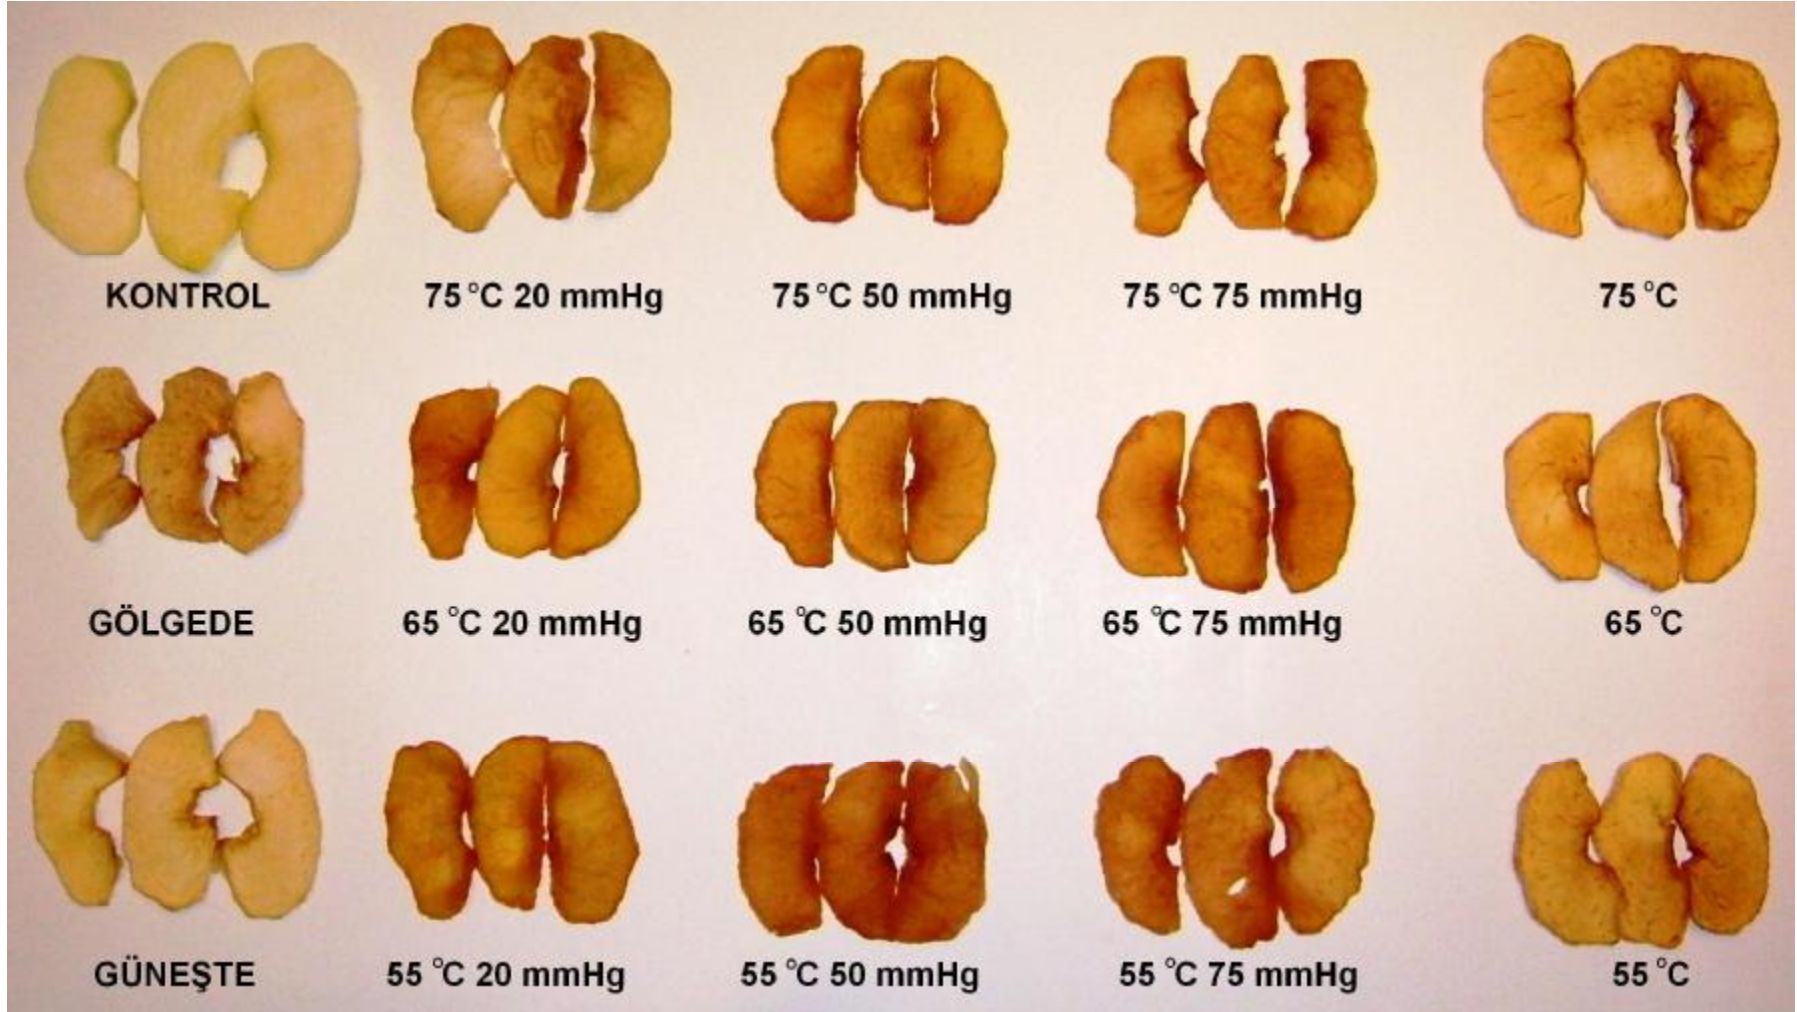 KONTROL
75 °C 20 mmHg
75 °C 50 mmHg
75 °C 75 mmHg
75 °C
GÖLGEDE
65 °C 20 mmHg
65 °C 50 mmHg
65 °C 75 mmHg
65 °C
GÜNEŞTE
55 °C 20 mmHg
55 °C 50 mmHg
55 °C 75 mmHg
55 °C